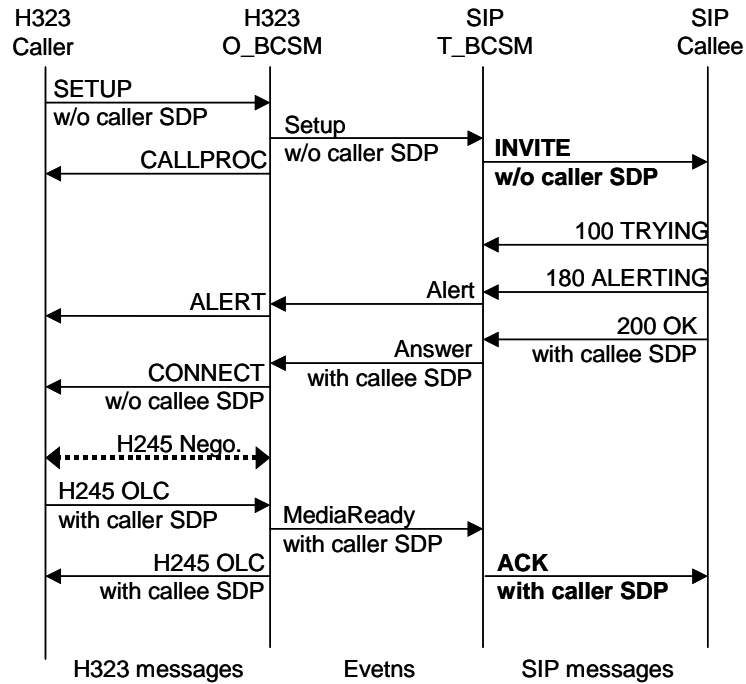 H323 Caller
H323 O_BCSM
SIP T_BCSM
SIP Callee
SETUP
w/o caller SDP
Setup
w/o caller SDP
INVITE
w/o caller SDP
CALLPROC
100 TRYING
180 ALERTING
Alert
ALERT
200 OK
with callee SDP
Answer
with callee SDP
CONNECT
w/o callee SDP
H245 Nego.
H245 OLC
with caller SDP
MediaReady
with caller SDP
H245 OLC
with callee SDP
ACK
with caller SDP
H323 messages
Evetns
SIP messages